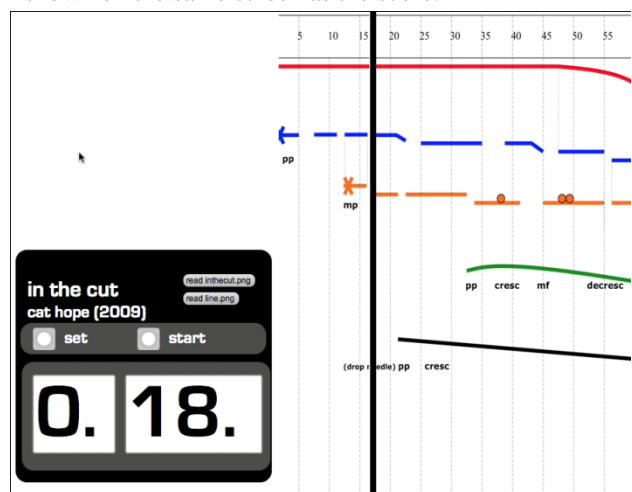 5 10 15 20 25 30 35 40 45 50 55
pp
mp
in the cut
cat hope (2009)
read inthecut.png
read line.png
set start
0. 18.
pp cresc mf decresc
(drop needle) pp cresc